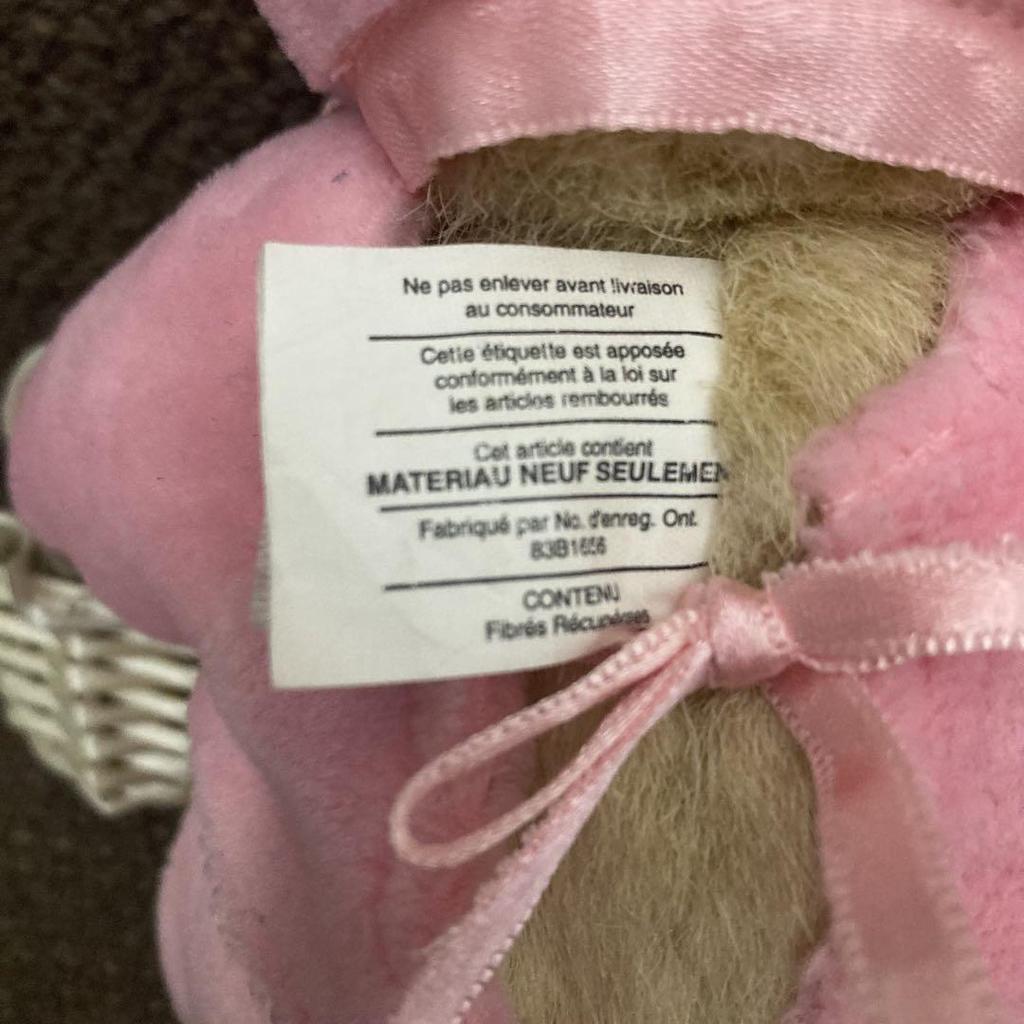 Ne pas enlever avant livraison
au consommateur
Cette étiquette est apposée
conformément à la loi sur
les articles rembourrés
Cet article contient
MATERIAU NEUF SEULEMEN
Fabriqué par No. d'enreg. Ont.
CONTENU
Fibrés Récupérées